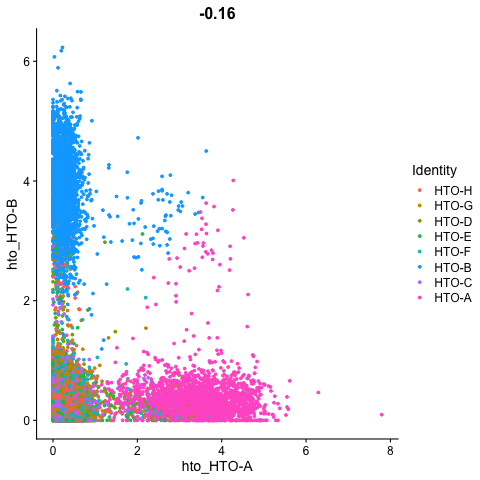 -0.16
hto_HTO-B
6
4
2
0
0
2
4
6
8
hto_HTO-A
Identity
HTO-H
HTO-G
HTO-D
HTO-E
HTO-F
HTO-B
HTO-C
HTO-A